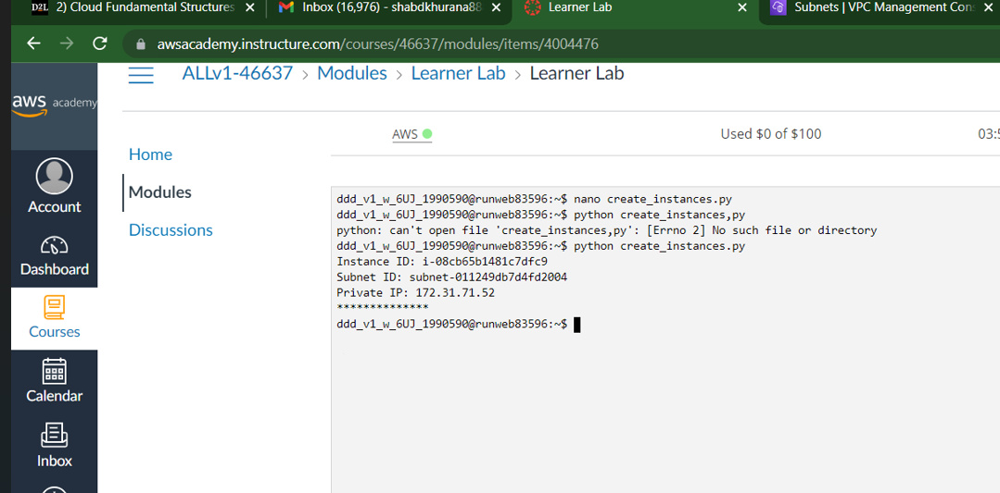 D2L 2) Cloud Fundamental Structures
Inbox (16,976) - shabdkhurana88
Learner Lab
Subnets | VPC Management Con
awsacademy.instructure.com/courses/46637/modules/items/4004476
aws academy
ALLv1-46637 > Modules > Learner Lab > Learner Lab
AWS
Used $0 of $100
03:5
Home
Modules
Discussions
Account
Dashboard
Courses
Calendar
Inbox
ddd_v1_w_6UJ_1990590@runweb83596:~$ nano create_instances.py
ddd_v1_w_6UJ_1990590@runweb83596:~$ python create_instances,py
python: can't open file 'create_instances,py': [Errno 2] No such file or directory
ddd_v1_w_6UJ_1990590@runweb83596:~$ python create_instances.py
Instance ID: i-08cb65b1481c7dfc9
Subnet ID: subnet-011249db7d4fd2004
Private IP: 172.31.71.52
**************
ddd_v1_w_6UJ_1990590@runweb83596:~$